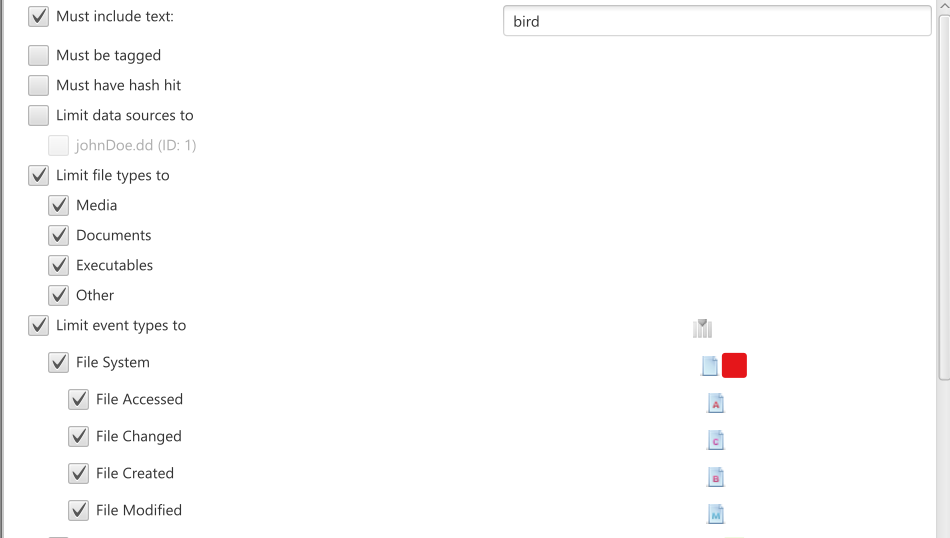 Must include text:
bird
Must be tagged
Must have hash hit
Limit data sources to
johnDoe.dd (ID: 1)
Limit file types to
Media
Documents
Executables
Other
Limit event types to
File System
File Accessed
A
File Changed
C
File Created
B
File Modified
M